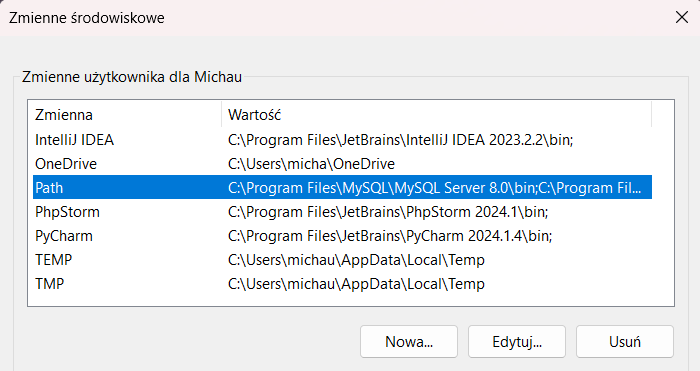 Zmienne środowiskowe
Zmienne użytkownika dla Michau
Zmienna Wartość
IntelliJ IDEA C:\Program Files\JetBrains\IntelliJ IDEA 2023.2.2\bin;
OneDrive C:\Users\micha\OneDrive
Path C:\Program Files\MySQL\MySQL Server 8.0\bin;C:\Program Fil...
PhpStorm C:\Program Files\JetBrains\PhpStorm 2024.1\bin;
PyCharm C:\Program Files\JetBrains\PyCharm 2024.1.4\bin;
TEMP C:\Users\michau\AppData\Local\Temp
TMP C:\Users\michau\AppData\Local\Temp
Nowa... Edytuj... Usuń